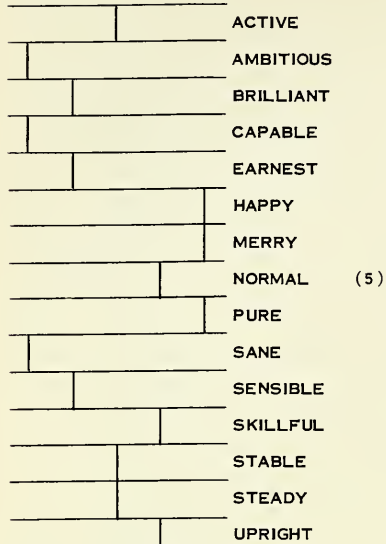 ACTIVE
AMBITIOUS
BRILLIANT
CAPABLE
EARNEST
HAPPY
MERRY
NORMAL (5)
PURE
SANE
SENSIBLE
SKILLFUL
STABLE
STEADY
UPRIGHT